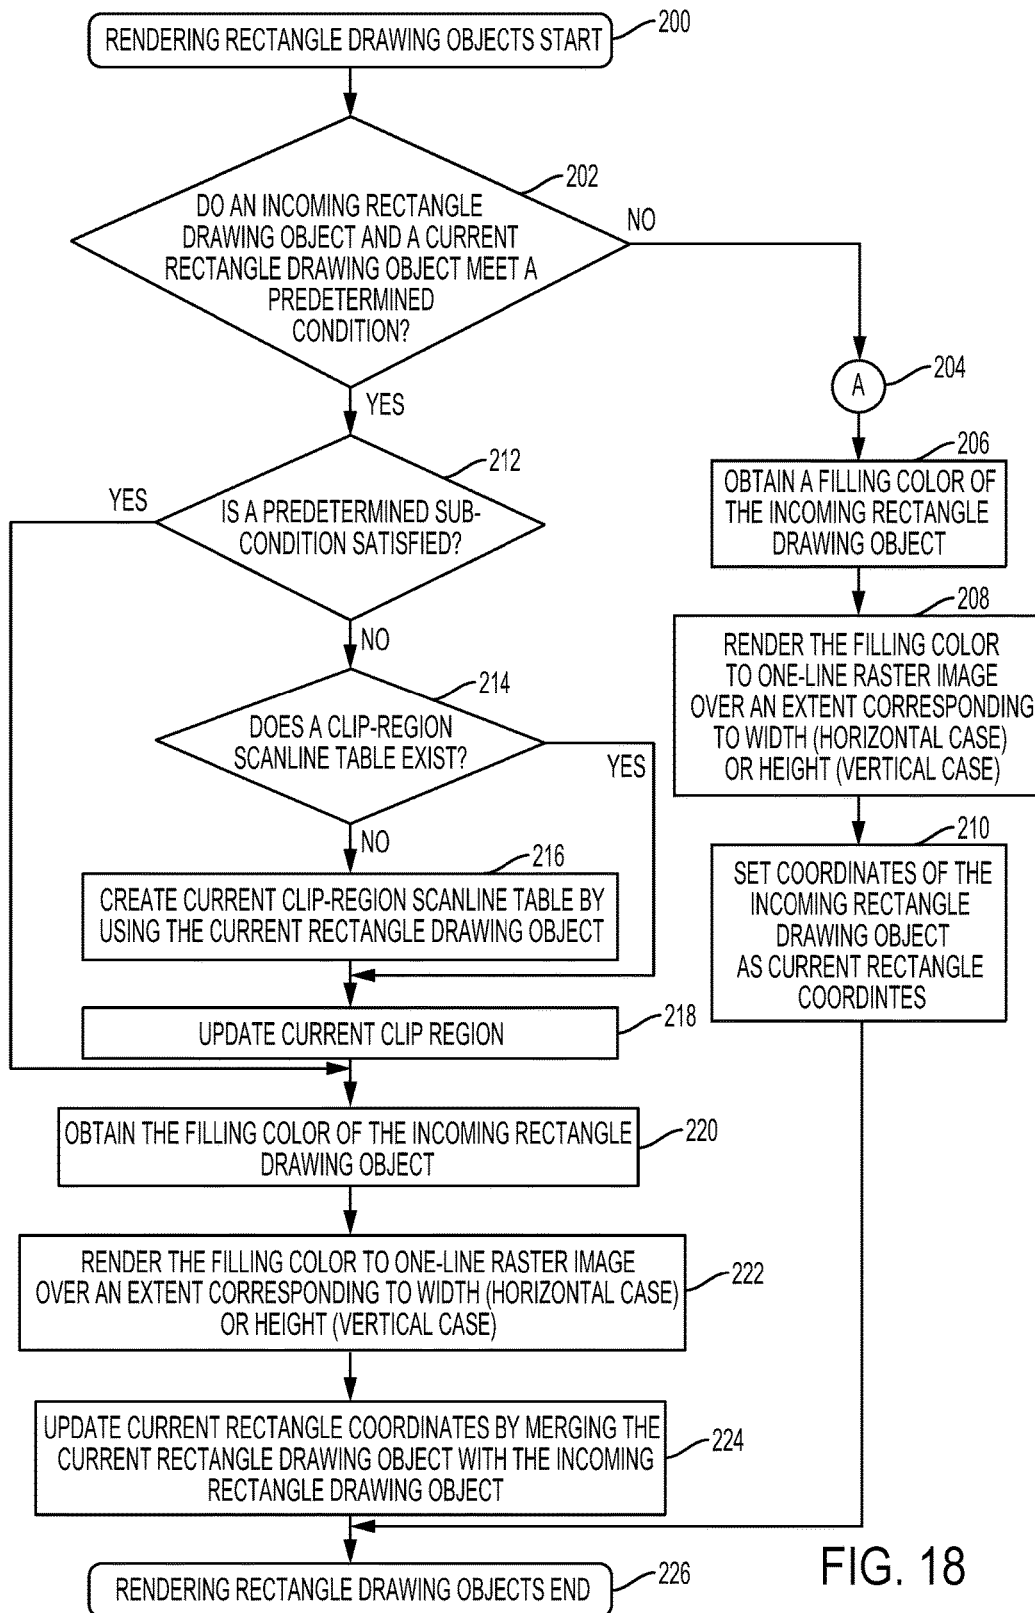 RENDERING RECTANGLE DRAWING OBJECTS START
200
202
DO AN INCOMING RECTANGLE
DRAWING OBJECT AND A CURRENT
RECTANGLE DRAWING OBJECT MEET A
PREDETERMINED
CONDITION?
NO
YES
A
204
206
OBTAIN A FILLING COLOR OF
THE INCOMING RECTANGLE
DRAWING OBJECT
208
RENDER THE FILLING COLOR
TO ONE-LINE RASTER IMAGE
OVER AN EXTENT CORRESPONDING
TO WIDTH (HORIZONTAL CASE)
OR HEIGHT (VERTICAL CASE)
210
SET COORDINATES OF THE
INCOMING RECTANGLE
DRAWING OBJECT
AS CURRENT RECTANGLE
COORDINTES
212
YES
IS A PREDETERMINED SUB-
CONDITION SATISFIED?
NO
214
DOES A CLIP-REGION
SCANLINE TABLE EXIST?
YES
NO
216
CREATE CURRENT CLIP-REGION SCANLINE TABLE BY
USING THE CURRENT RECTANGLE DRAWING OBJECT
UPDATE CURRENT CLIP REGION
218
OBTAIN THE FILLING COLOR OF THE INCOMING RECTANGLE
DRAWING OBJECT
220
RENDER THE FILLING COLOR TO ONE-LINE RASTER IMAGE
OVER AN EXTENT CORRESPONDING TO WIDTH (HORIZONTAL CASE)
OR HEIGHT (VERTICAL CASE)
222
UPDATE CURRENT RECTANGLE COORDINATES BY MERGING THE
CURRENT RECTANGLE DRAWING OBJECT WITH THE INCOMING
RECTANGLE DRAWING OBJECT
224
RENDERING RECTANGLE DRAWING OBJECTS END
226
FIG. 18